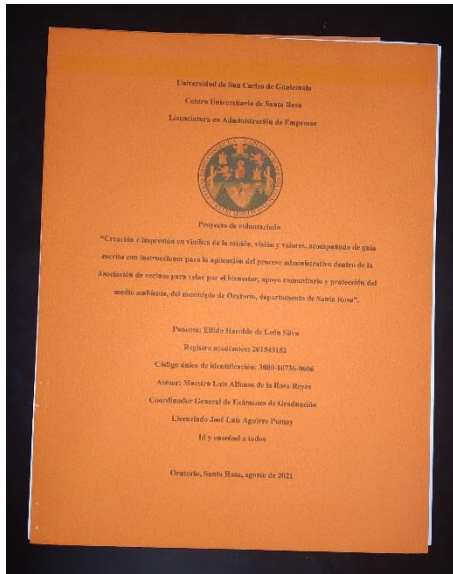 Universidad de San Carlos de Guatemala
Centro Universitario de Santa Rosa
Licenciatura en Administración de Empresas
Proyecto de voluntariado
"Creación e impresión en vinílica de la misión, visión y valores, acompañado de guía
escrita con instrucciones para la aplicación del proceso administrativo dentro de la
Asociación de vecinos para velar por el bienestar, apoyo comunitario y protección del
medio ambiente, del municipio de Oratorio, departamento de Santa Rosa".
Ponente: Elfido Haroldo de León Silva
Registro académico: 201543182
Código único de identificación: 3080-10736-0606
Asesor: Maestro Luis Alfonso de la Rosa Reyes
Coordinador General de Exámenes de Graduación
Licenciado José Luis Aguirre Pumay
Id y enseñad a todos
Oratorio, Santa Rosa, agosto de 2021